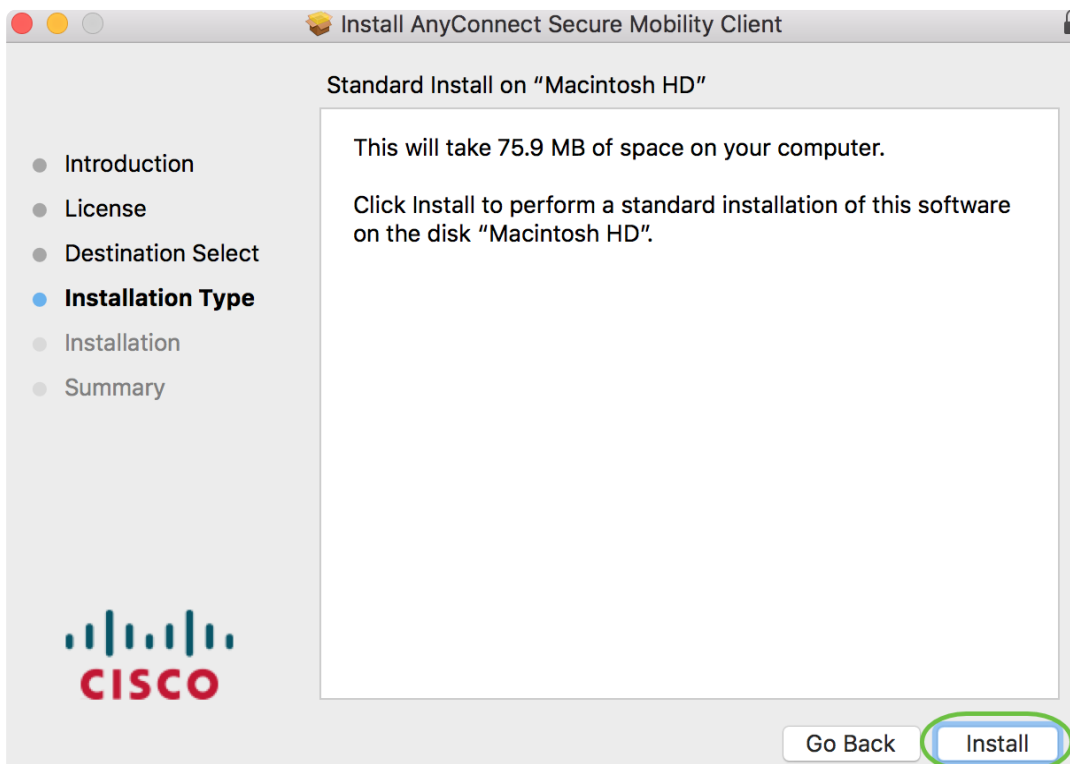 Install AnyConnect Secure Mobility Client
Standard Install on “Macintosh HD”
Introduction
License
Destination Select
Installation Type
Installation
Summary
This will take 75.9 MB of space on your computer.
Click Install to perform a standard installation of this software
on the disk “Macintosh HD”.
CISCO
Go Back
Install